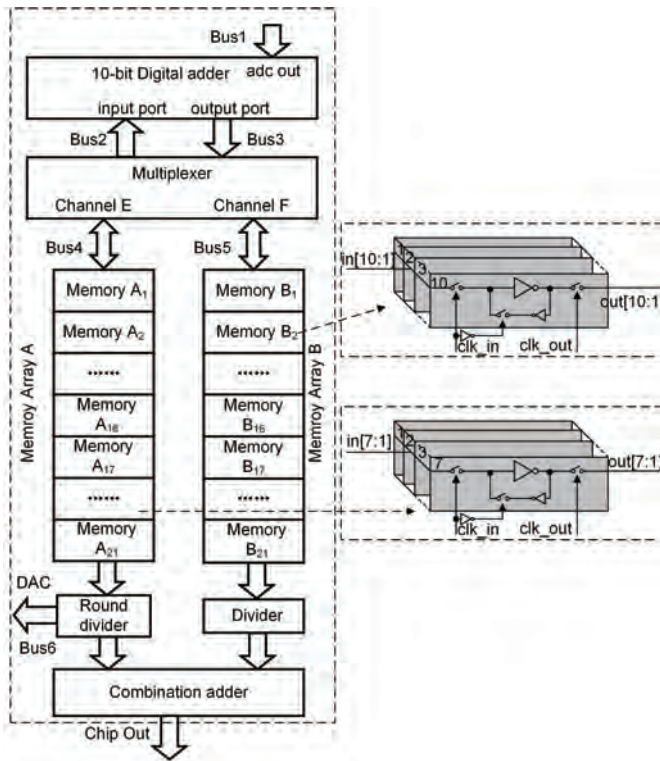 Bus1
10-bit Digital adder
adc out
input port
output port
Bus2
Bus3
Multiplexer
Channel E
Channel F
Bus4
Bus5
Memroy Array A
Memory A1
Memory A2
......
Memory
A16
Memory
A17
......
Memory
A21
Memory B1
Memory B2
......
Memory
B16
Memory
B17
......
Memory
B21
Memroy Array B
in[10:1]
1
2
3
10
out[10:1]
clk_in
clk_out
in[7:1]
1
2
3
7
out[7:1]
clk_in
clk_out
DAC
Bus6
Round
divider
Divider
Combination adder
Chip Out